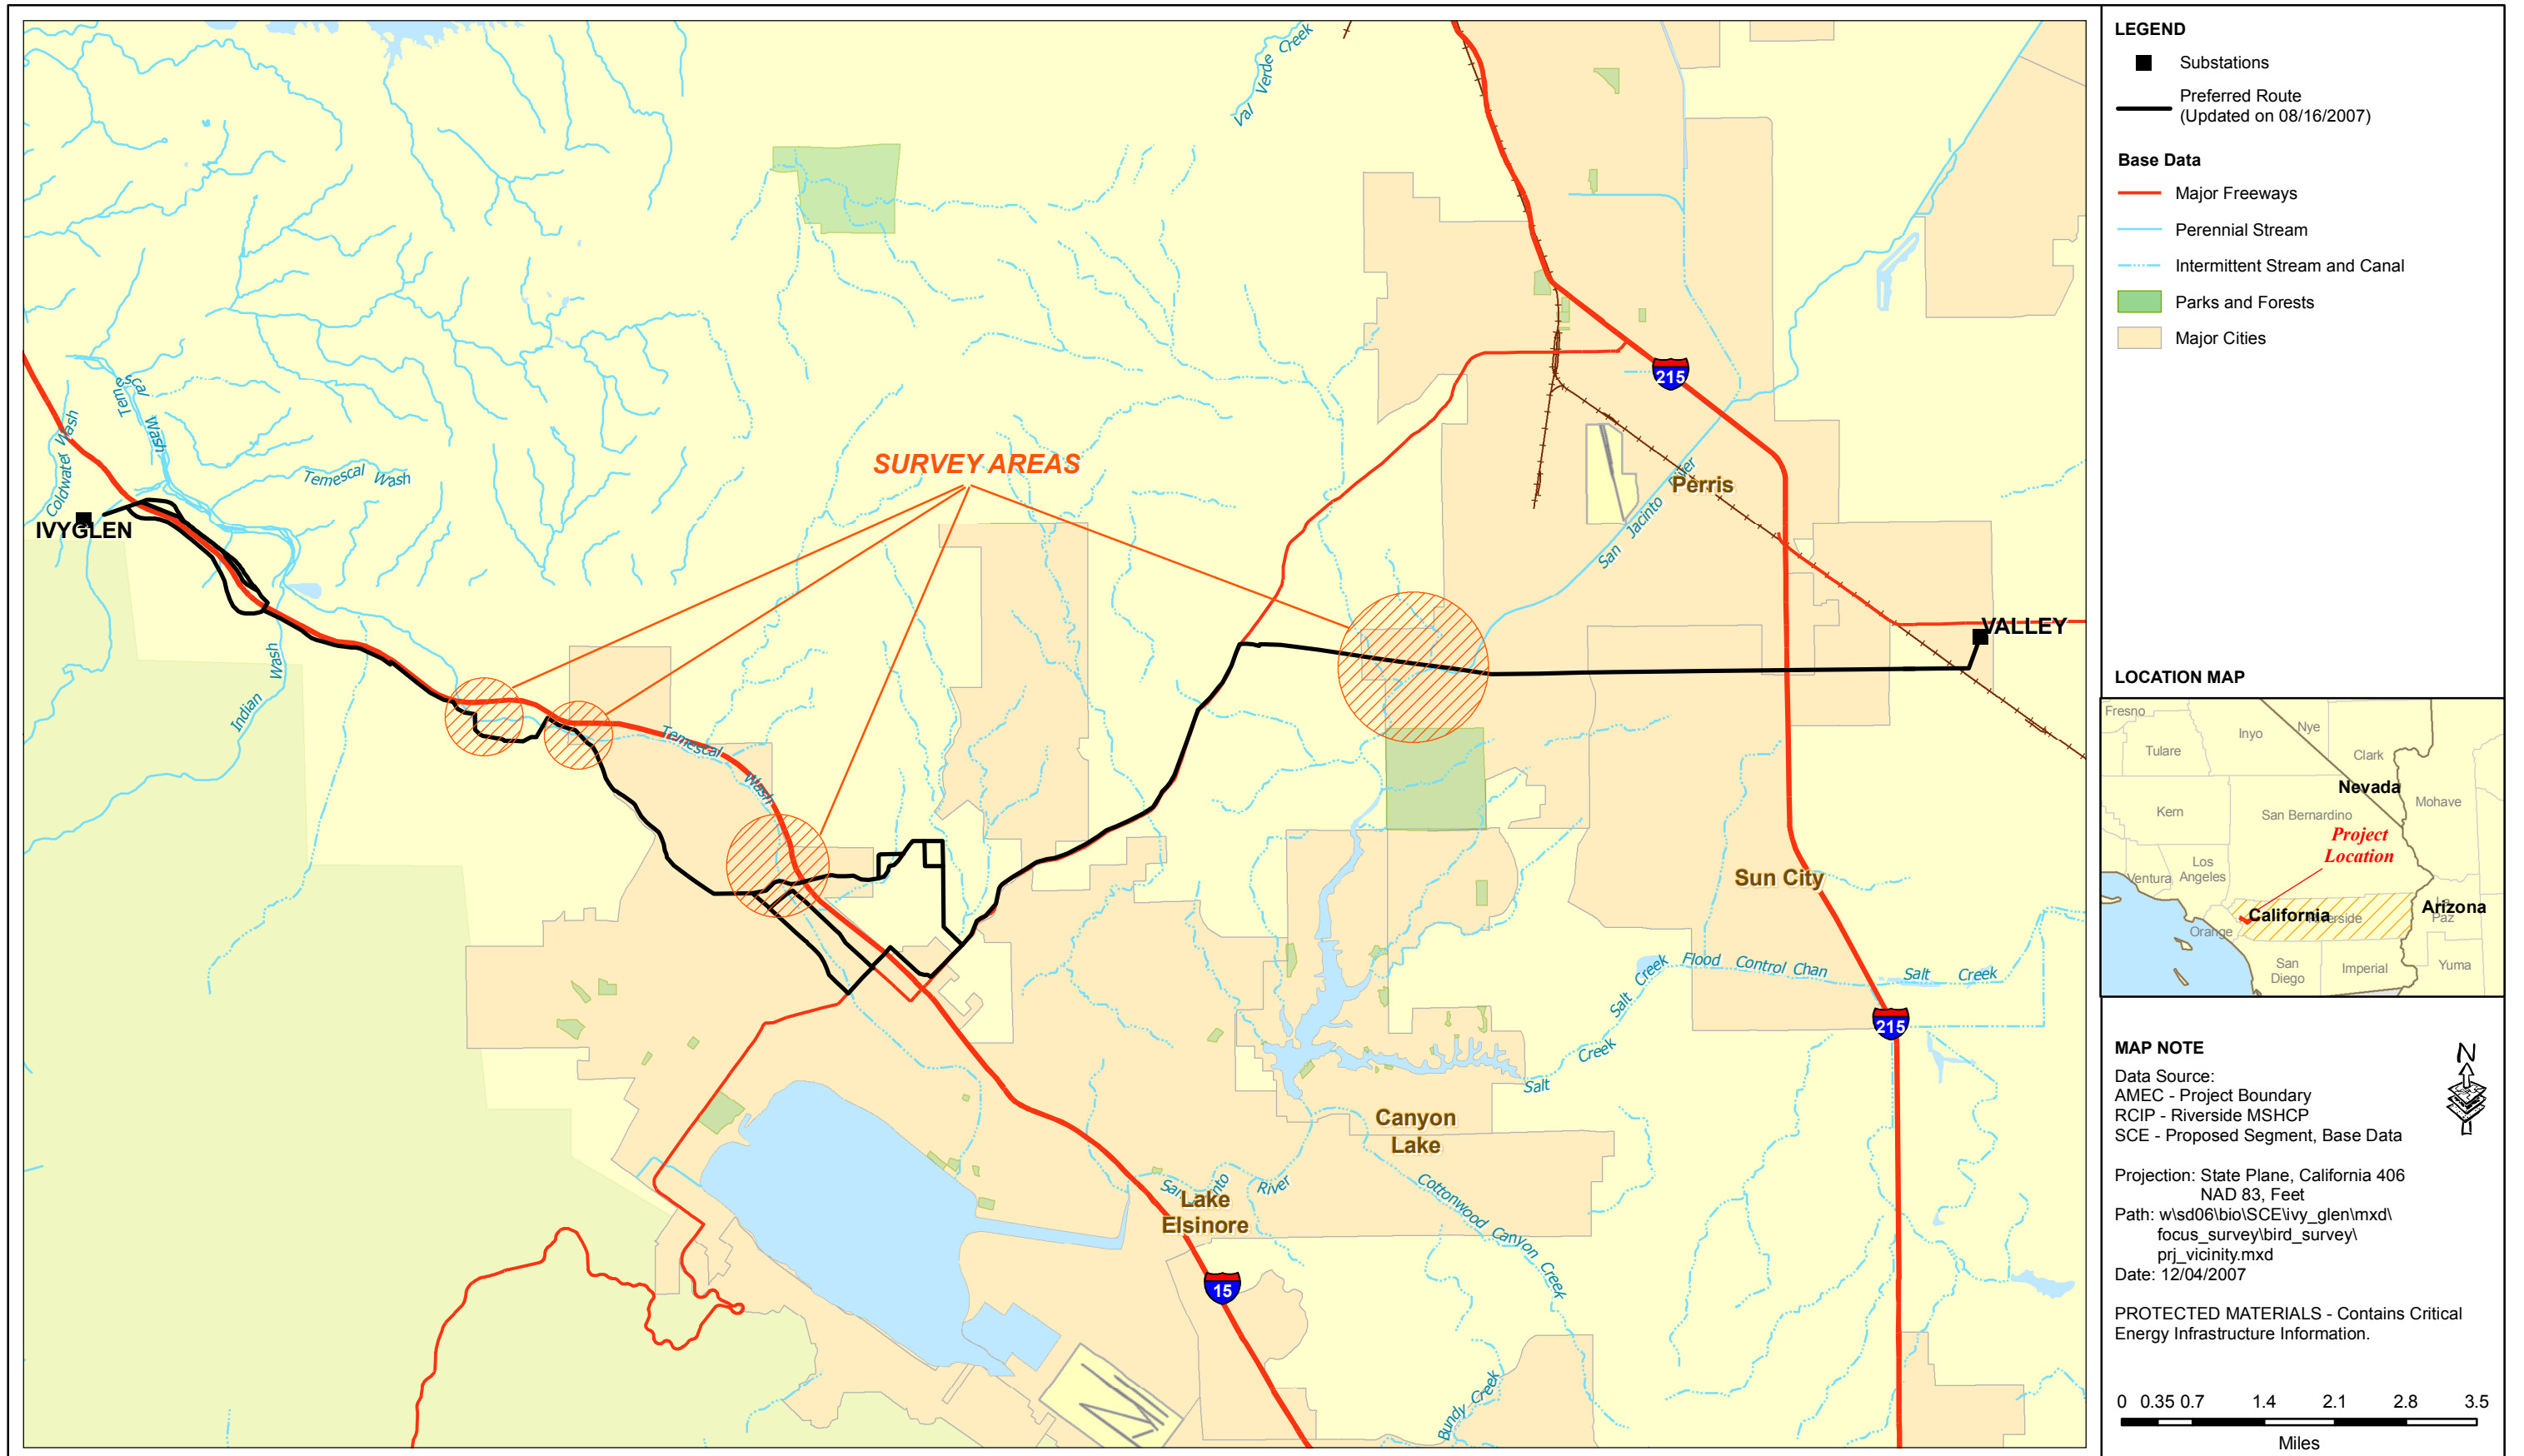 Val Verde Creek
Temescal Wash
Coldwater Wash
Temescal Wash
IVYGLEN
SURVEY AREAS
215
Perris
San Jacinto River
VALLEY
Indian Wash
Temescal Wash
Sun City
Salt Creek
Flood Control Chan
Salt Creek
215
Salt Creek
Canyon
Lake
San Jacinto River
Lake
Elsinore
Cottonwood Canyon Creek
15
Bundy Creek
LEGEND
Substations
Preferred Route
(Updated on 08/16/2007)
Base Data
Major Freeways
Perennial Stream
Intermittent Stream and Canal
Parks and Forests
Major Cities
LOCATION MAP
Fresno
Inyo
Nye
Tulare
Clark
Nevada
Mohave
Kern
San Bernardino
Project
Location
Los
Angeles
Ventura
California
Riverside
La
Paz
Arizona
Orange
San
Diego
Imperial
Yuma
MAP NOTE
N
Data Source:
AMEC - Project Boundary
RCIP - Riverside MSHCP
SCE - Proposed Segment, Base Data
Projection: State Plane, California 406
NAD 83, Feet
Path: w\sd06\bio\SCE\ivy_glen\mxd\
focus_survey\bird_survey\
prj_vicinity.mxd
Date: 12/04/2007
PROTECTED MATERIALS - Contains Critical
Energy Infrastructure Information.
0 0.35 0.7 1.4 2.1 2.8 3.5
Miles